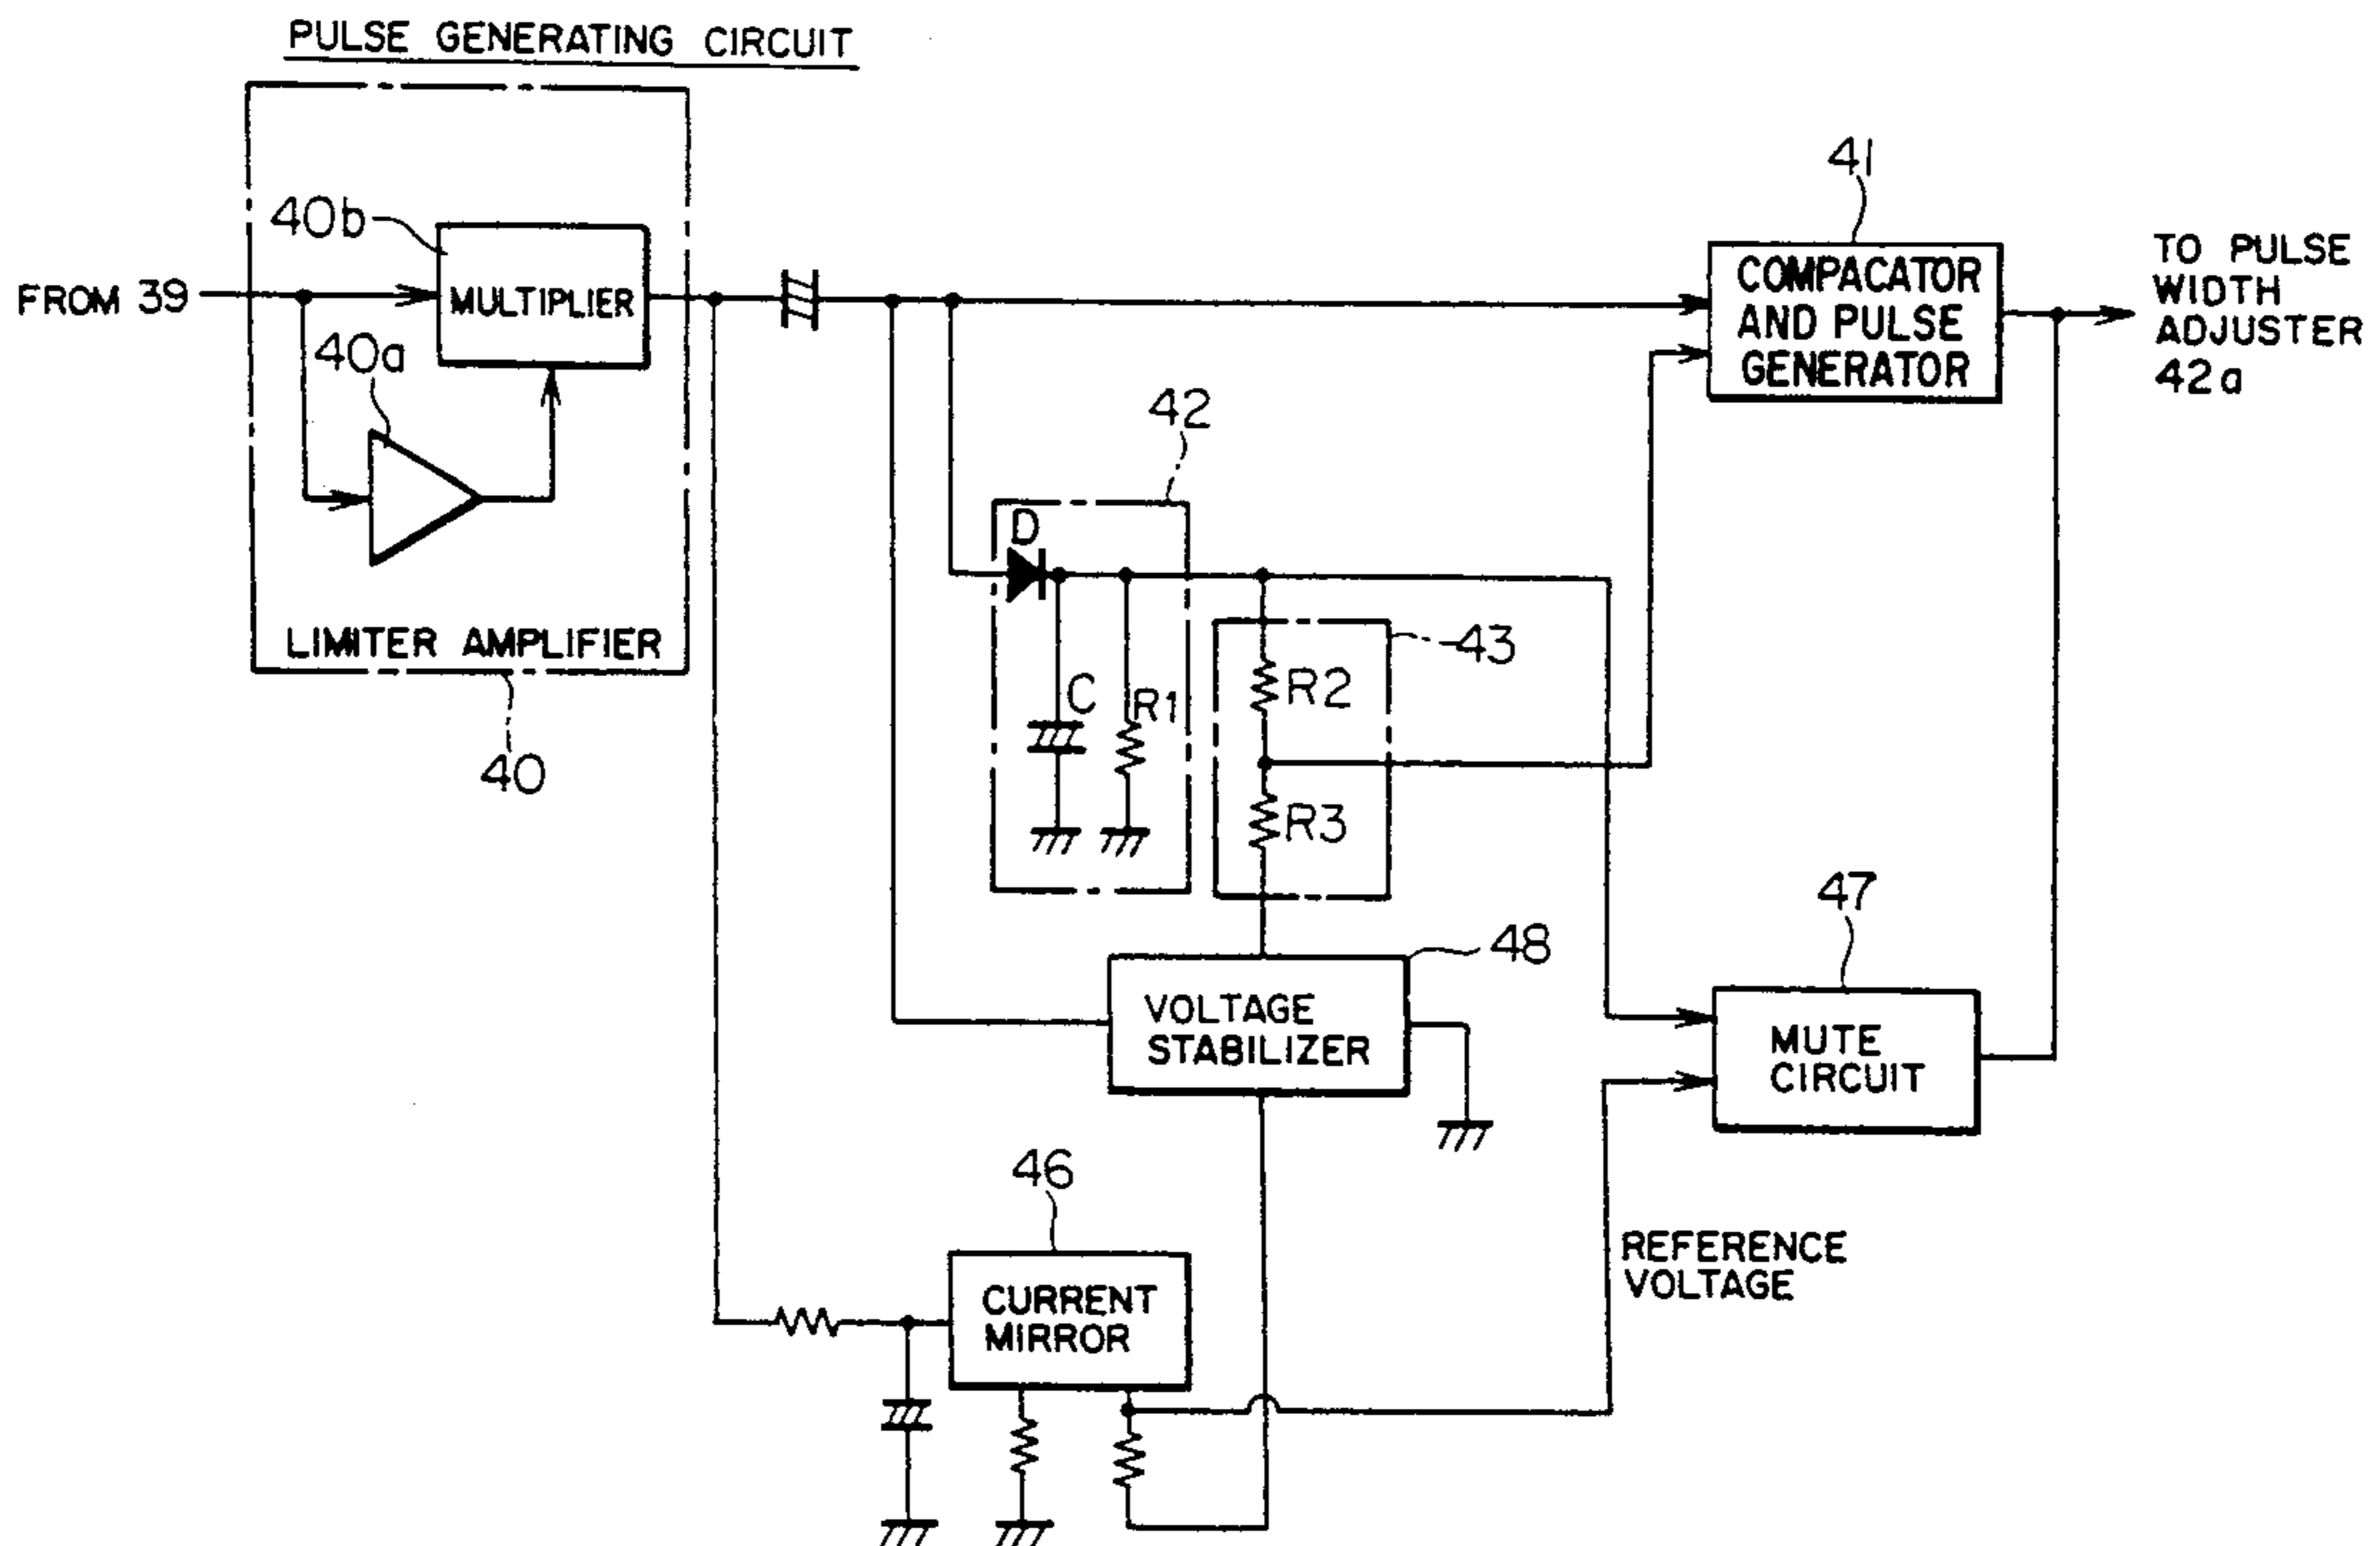 PULSE GENERATING CIRCUIT
40b
FROM 39
MULTIPLIER
40a
LIMITER AMPLIFIER
40
41
COMPACATOR
AND PULSE
GENERATOR
TO PULSE
WIDTH
ADJUSTER
42a
42
D
C
R1
43
R2
R3
48
VOLTAGE
STABILIZER
47
MUTE
CIRCUIT
46
CURRENT
MIRROR
REFERENCE
VOLTAGE